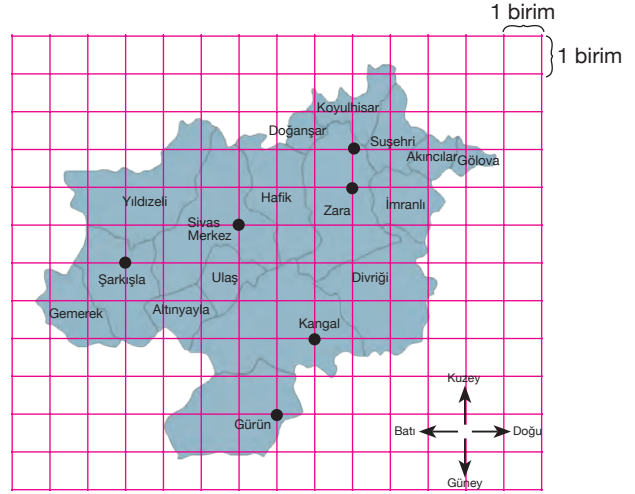 1 birim
1 birim
Koyulhisar
Doğanşar
Suşehri
Akıncılar
Gölova
Yıldızeli
Hafik
Zara
İmranlı
Sivas
Merkez
Şarkışla
Ulaş
Divriği
Gemerek
Altınyayla
Kangal
Gürün
Kuzey
Batı
Doğu
Güney